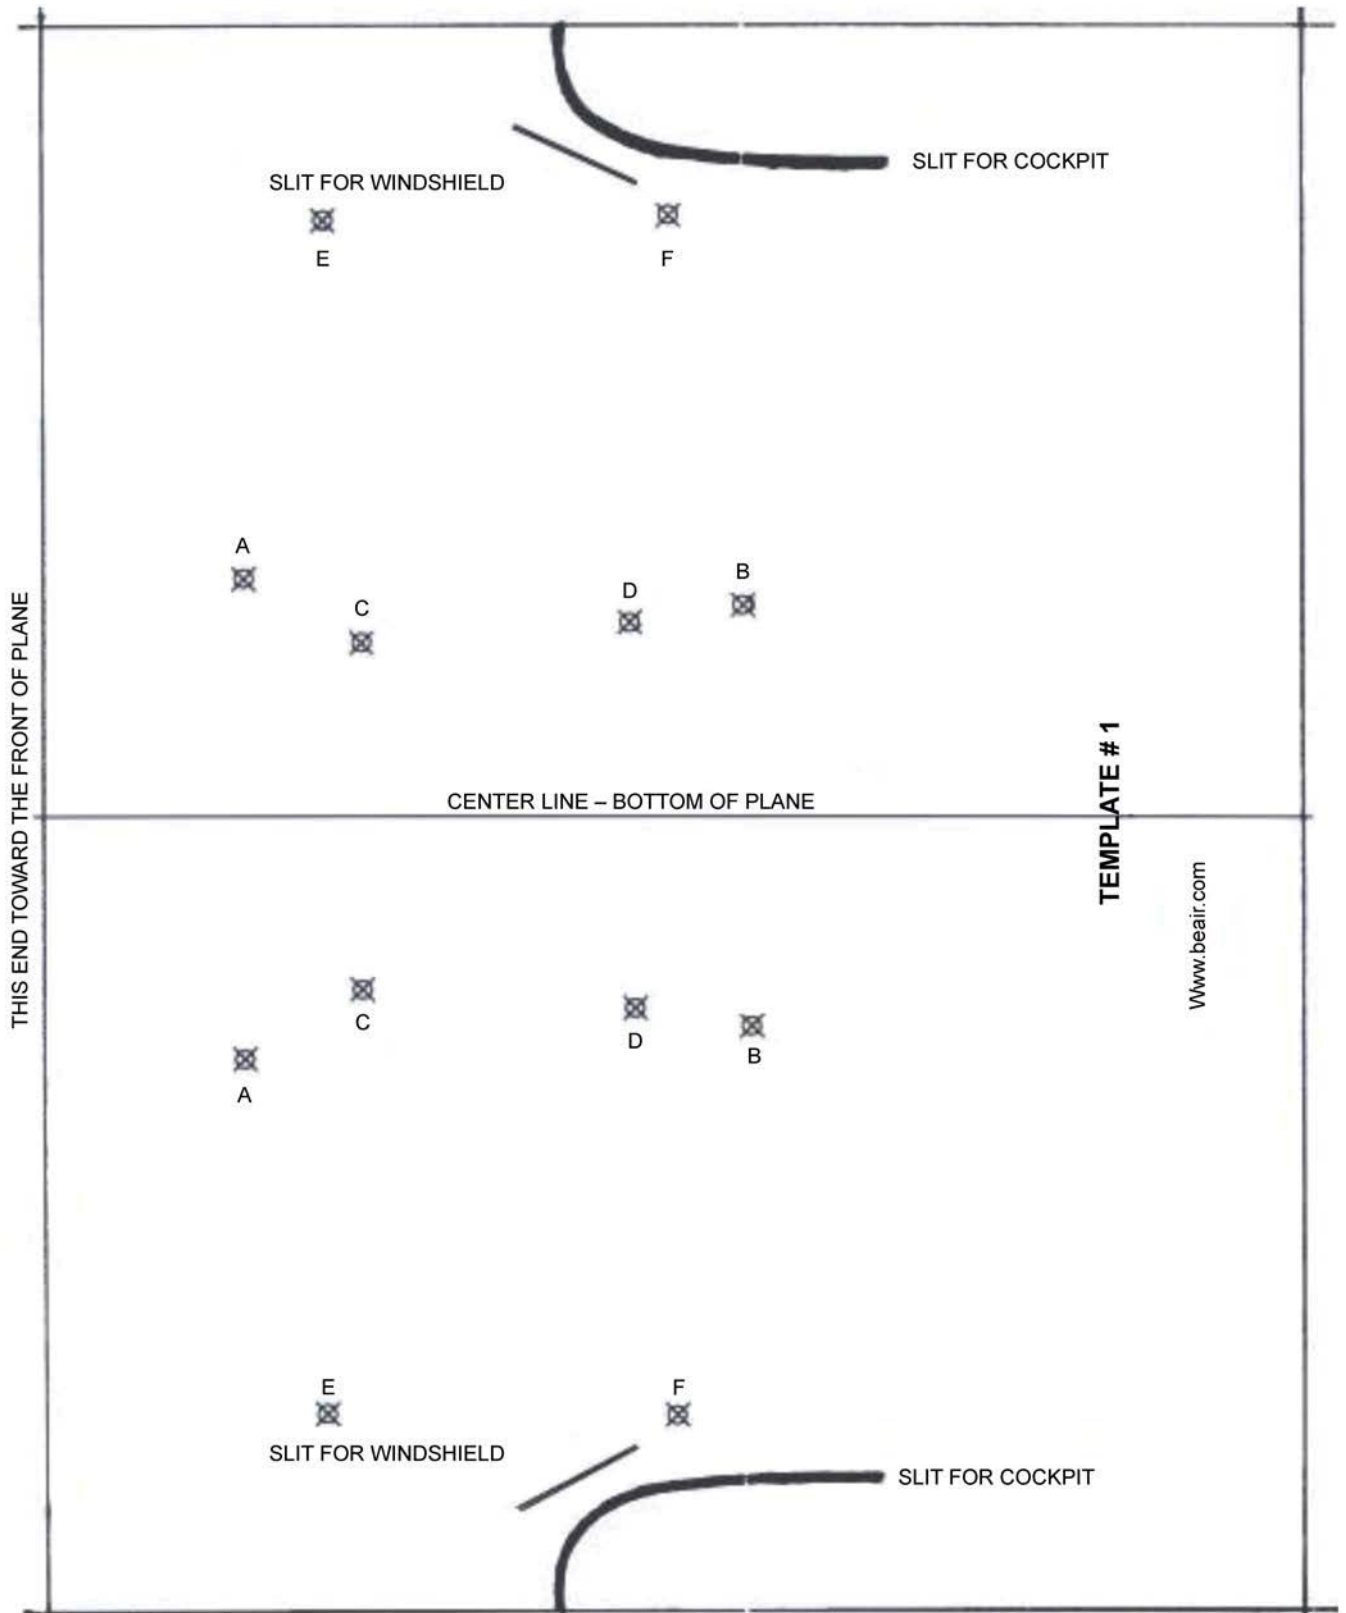 SLIT FOR COCKPIT
SLIT FOR WINDSHIELD
E
F
A
B
D
C
THIS END TOWARD THE FRONT OF PLANE
CENTER LINE – BOTTOM OF PLANE
TEMPLATE # 1
Www.beair.com
C
D
B
A
E
F
SLIT FOR WINDSHIELD
SLIT FOR COCKPIT